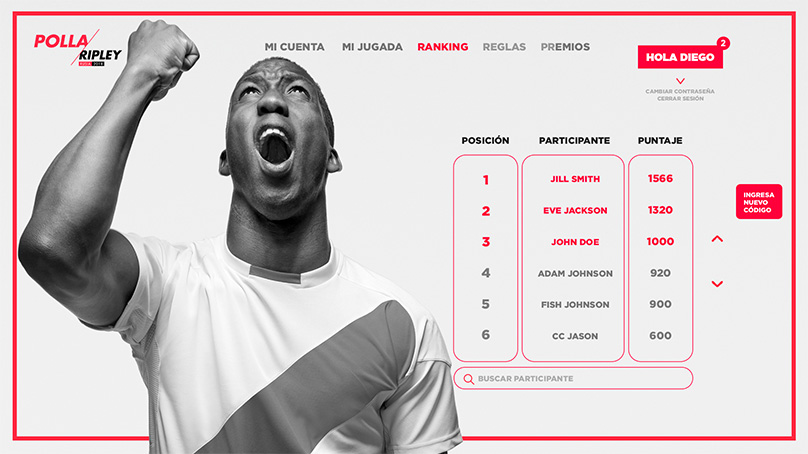 POLLA
RIPLEY
MI CUENTA MI JUGADA RANKING REGLAS PREMIOS
2
HOLA DIEGO
CAMBIAR CONTRASEÑA
CERRAR SESIÓN
POSICIÓN PARTICIPANTE PUNTAJE
1 JILL SMITH 1566
2 EVE JACKSON 1320
3 JOHN DOE 1000
4 ADAM JOHNSON 920
5 FISH JOHNSON 900
6 CC JASON 600
INGRESA
NUEVO
CÓDIGO
BUSCAR PARTICIPANTE